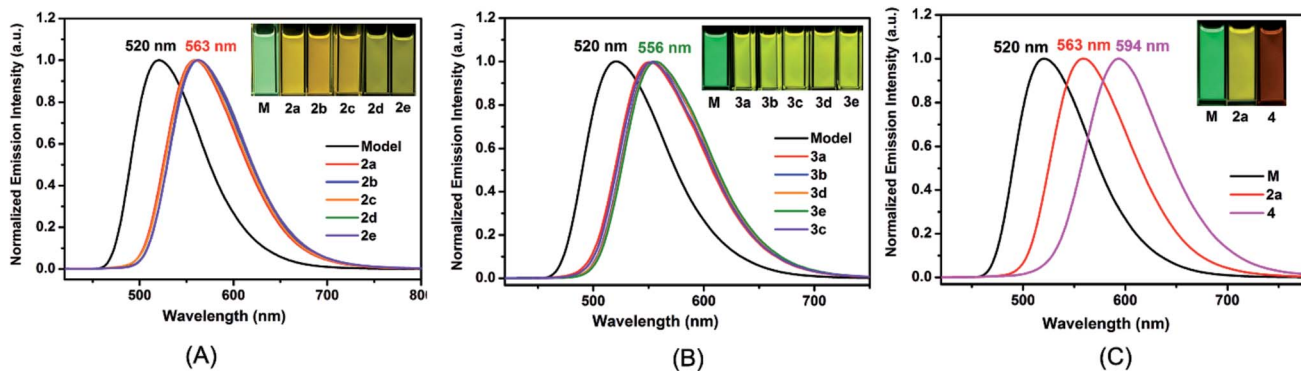 1.2
1.0
0.8
0.6
0.4
0.2
0.0
Normalized Emission Intensity (a.u.)
520 nm 563 nm
M 2a 2b 2c 2d 2e
Model
2a
2b
2c
2d
2e
500 600 700 80
Wavelength (nm)
(A)
1.2
1.0
0.8
0.6
0.4
0.2
0.0
Normalized Emission Intensity (a.u.)
520 nm 556 nm
M 3a 3b 3c 3d 3e
Model
3a
3b
3d
3e
3c
500 600 700
Wavelength (nm)
(B)
1.2
1.0
0.8
0.6
0.4
0.2
0.0
Normalized Emission Intensity (a.u.)
520 nm 563 nm 594 nm
M 2a 4
M
2a
4
500 600 700
Wavelength (nm)
(C)